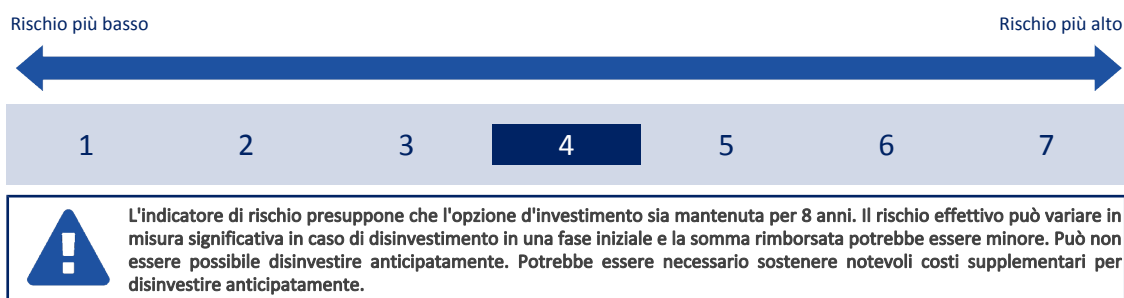 Rischio più basso Rischio più alto
1 2 3 4 5 6 7
L'indicatore di rischio presuppone che l'opzione d'investimento sia mantenuta per 8 anni. Il rischio effettivo può variare in
misura significativa in caso di disinvestimento in una fase iniziale e la somma rimborsata potrebbe essere minore. Può non
essere possibile disinvestire anticipatamente. Potrebbe essere necessario sostenere notevoli costi supplementari per
disinvestire anticipatamente.